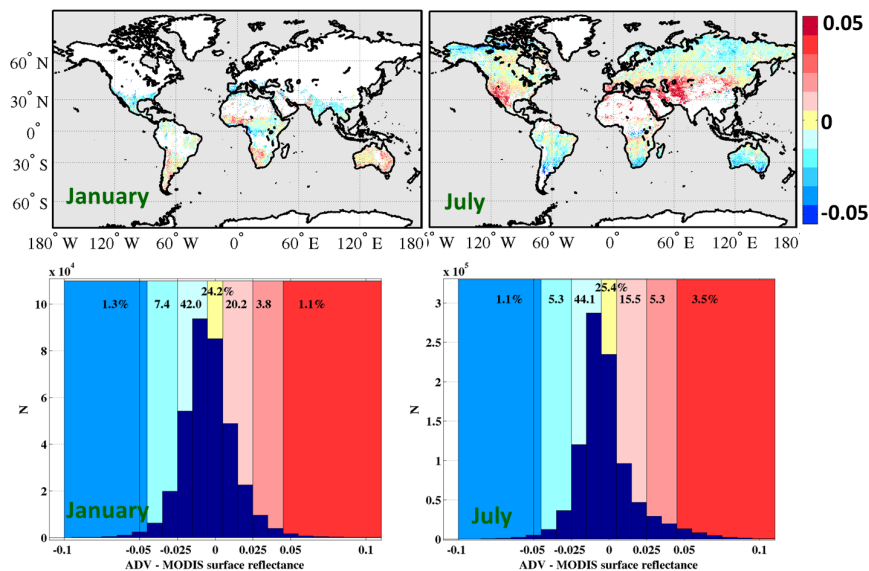 0.05
0
-0.05
60° N
30° N
0°
30° S
60° S
January
July
180° W
120° W
60° W
0°
60° E
120° E
180°
180° W
120° W
60° W
0°
60° E
120° E
180°
x 10⁴
1.3%
7.4
42.0
24.2%
20.2
3.8
1.1%
10
8
6
4
2
0
N
January
-0.1
-0.05
-0.025
0
0.025
0.05
0.1
ADV - MODIS surface reflectance
x 10⁵
1.1%
5.3
44.1
25.4%
15.5
5.3
3.5%
3
2.5
2
1.5
1
0.5
0
N
July
-0.1
-0.05
-0.025
0
0.025
0.05
0.1
ADV - MODIS surface reflectance